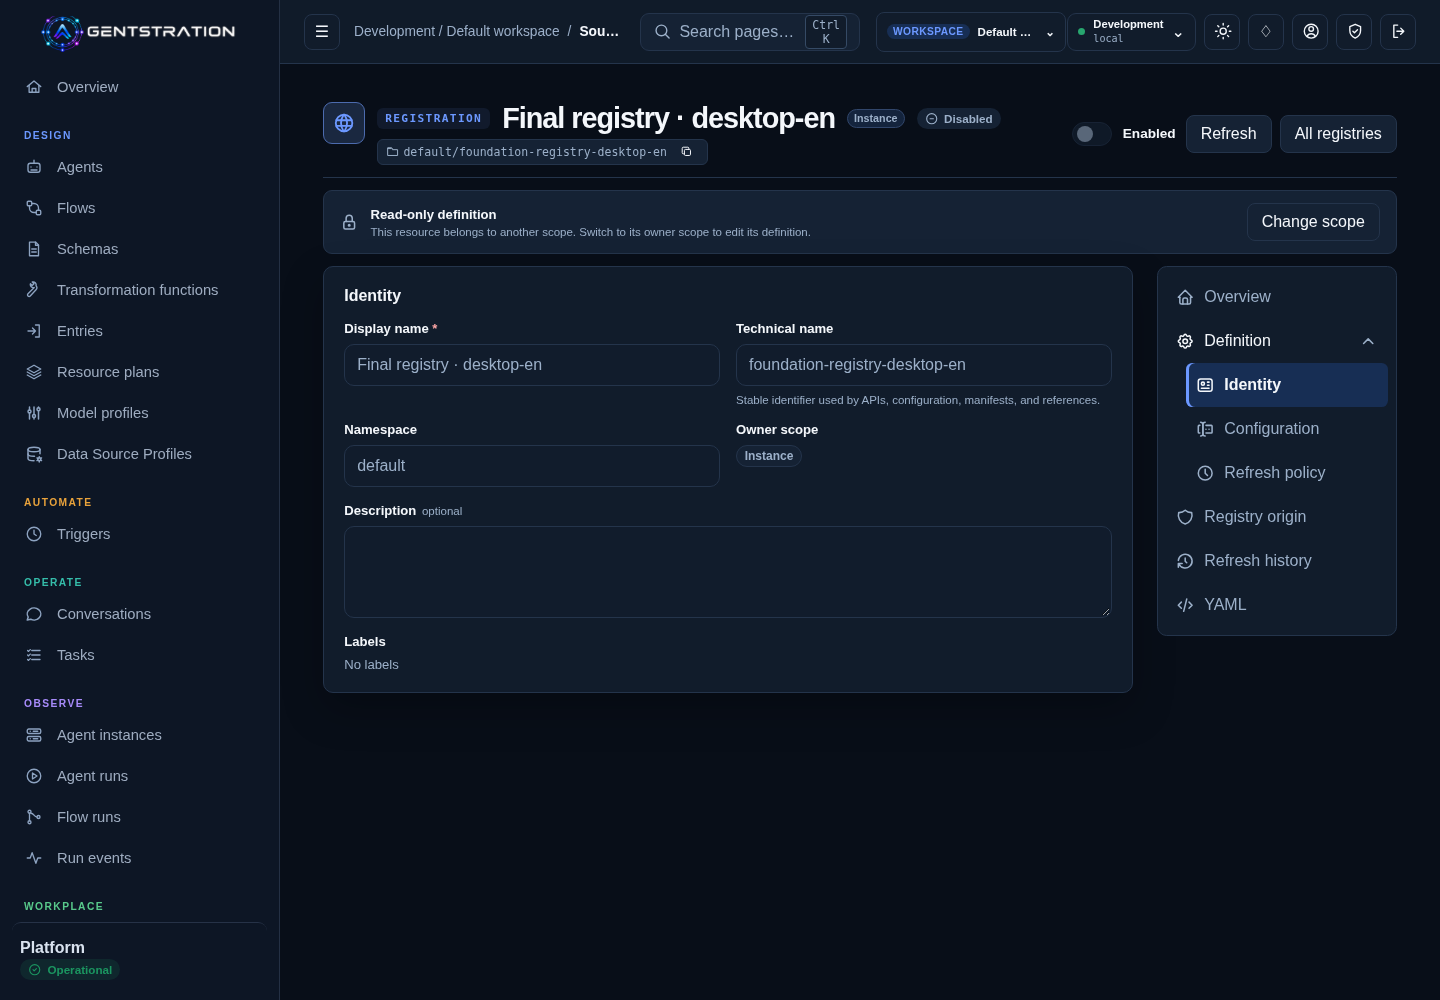 GENTSTRATION
☰
Development / Default workspace / Sou…
Search pages…
Ctrl K
WORKSPACE Default …
Development
local
Overview
DESIGN
Agents
Flows
Schemas
Transformation functions
Entries
Resource plans
Model profiles
Data Source Profiles
AUTOMATE
Triggers
OPERATE
Conversations
Tasks
OBSERVE
Agent instances
Agent runs
Flow runs
Run events
WORKPLACE
Platform
Operational
REGISTRATION Final registry · desktop-en Instance Disabled
default/foundation-registry-desktop-en
Enabled Refresh All registries
Read-only definition
This resource belongs to another scope. Switch to its owner scope to edit its definition.
Change scope
Identity
Display name *
Final registry · desktop-en
Technical name
foundation-registry-desktop-en
Stable identifier used by APIs, configuration, manifests, and references.
Namespace
default
Owner scope
Instance
Description optional
Labels
No labels
Overview
Definition
Identity
Configuration
Refresh policy
Registry origin
Refresh history
YAML